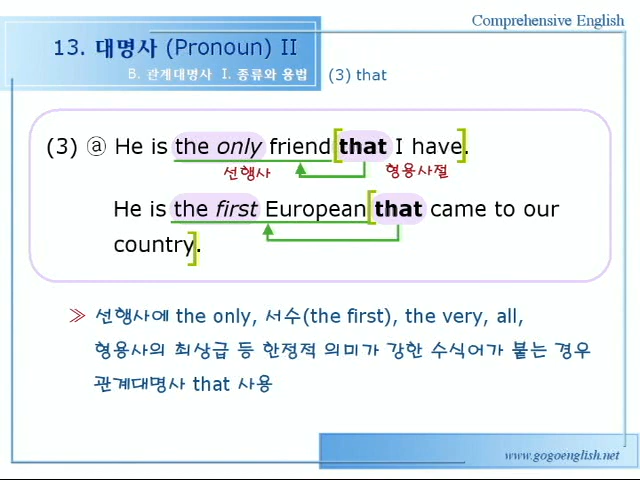 Comprehensive English
13. 대명사 (Pronoun) II
B. 관계대명사 I. 종류와 용법 (3) that
(3) ⓐ He is the only friend [that I have].
선행사 형용사절
He is the first European [that came to our
country].
≫ 선행사에 the only, 서수(the first), the very, all,
형용사의 최상급 등 한정적 의미가 강한 수식어가 붙는 경우
관계대명사 that 사용
www.gogoenglish.net